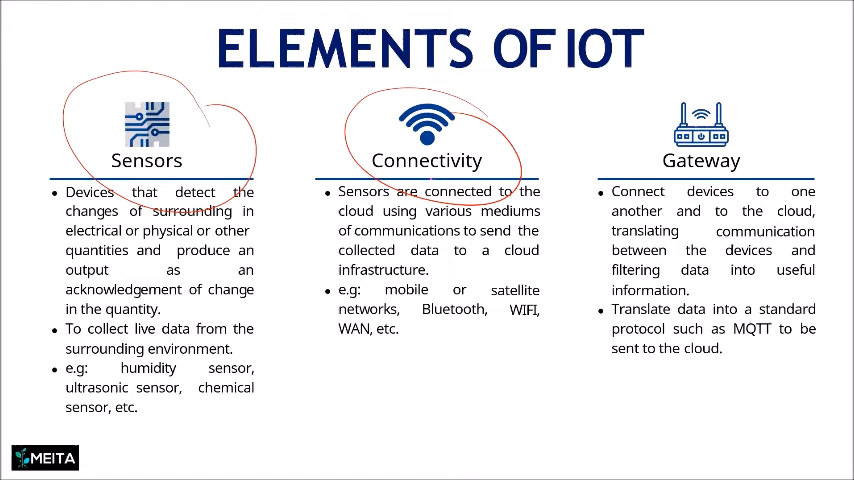 ELEMENTS OF IOT
Sensors
Devices that detect the
changes of surrounding in
electrical or physical or other
quantities and produce an
output as an
acknowledgement of change
in the quantity.
To collect live data from the
surrounding environment.
e.g: humidity sensor,
ultrasonic sensor, chemical
sensor, etc.
Connectivity
Sensors are connected to the
cloud using various mediums
of communications to send the
collected data to a cloud
infrastructure.
e.g: mobile or satellite
networks, Bluetooth, WIFI,
WAN, etc.
Gateway
Connect devices to one
another and to the cloud,
translating communication
between the devices and
filtering data into useful
information.
Translate data into a standard
protocol such as MQTT to be
sent to the cloud.
MEITA